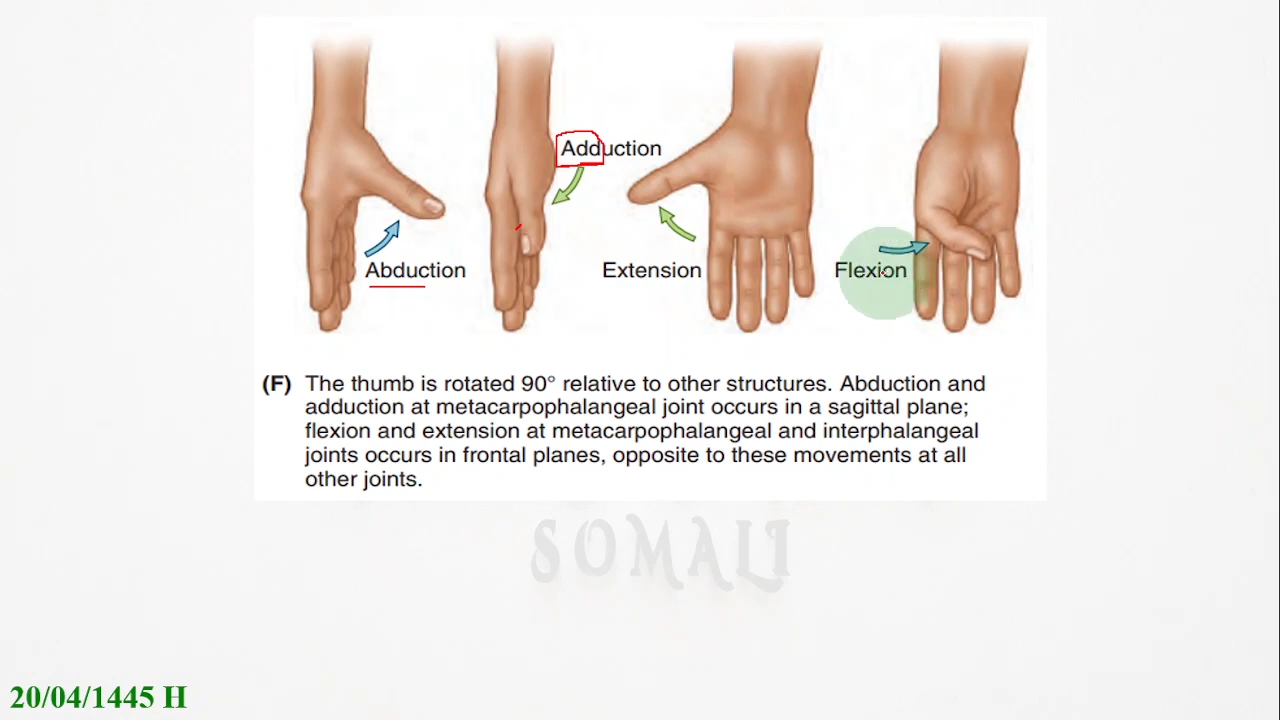 Adduction
Abduction
Extension
Flexion
(F) The thumb is rotated 90° relative to other structures. Abduction and
adduction at metacarpophalangeal joint occurs in a sagittal plane;
flexion and extension at metacarpophalangeal and interphalangeal
joints occurs in frontal planes, opposite to these movements at all
other joints.
SOMALI
20/04/1445 H